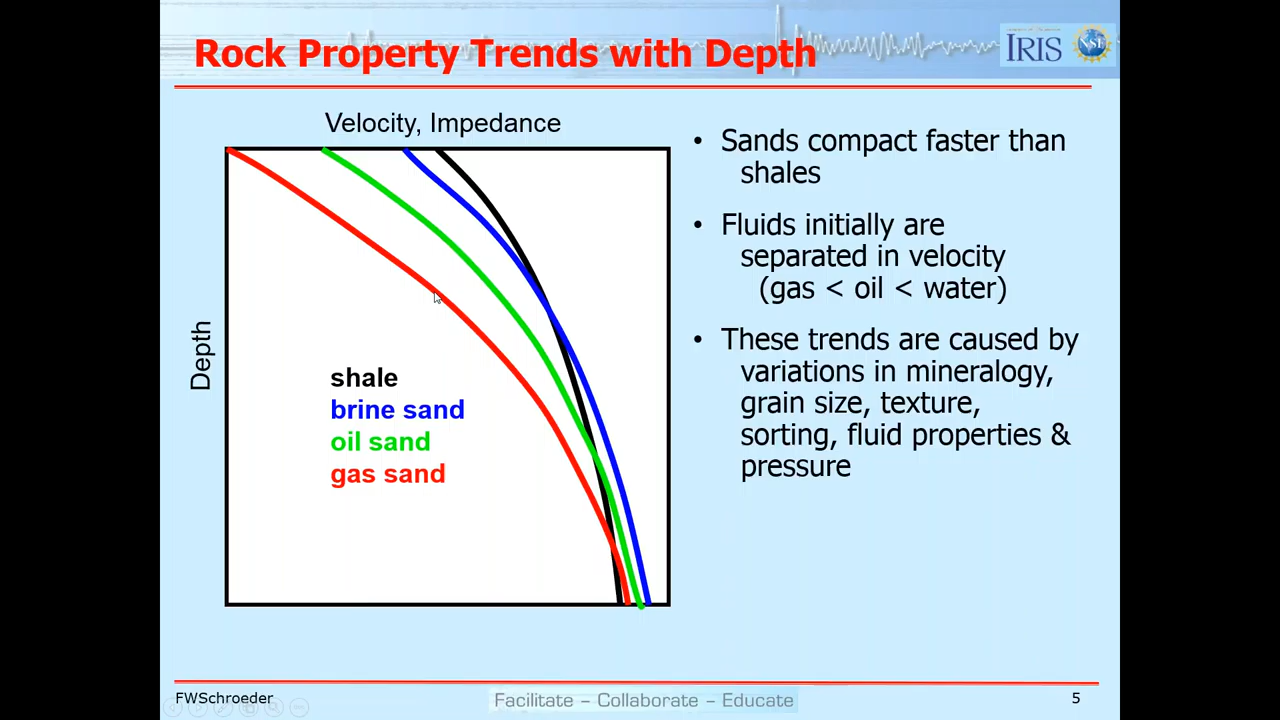 Rock Property Trends with Depth
IRIS
NSF
Velocity, Impedance
Depth
shale
brine sand
oil sand
gas sand
• Sands compact faster than
shales
• Fluids initially are
separated in velocity
(gas < oil < water)
• These trends are caused by
variations in mineralogy,
grain size, texture,
sorting, fluid properties &
pressure
FWSchroeder
Facilitate – Collaborate – Educate
5